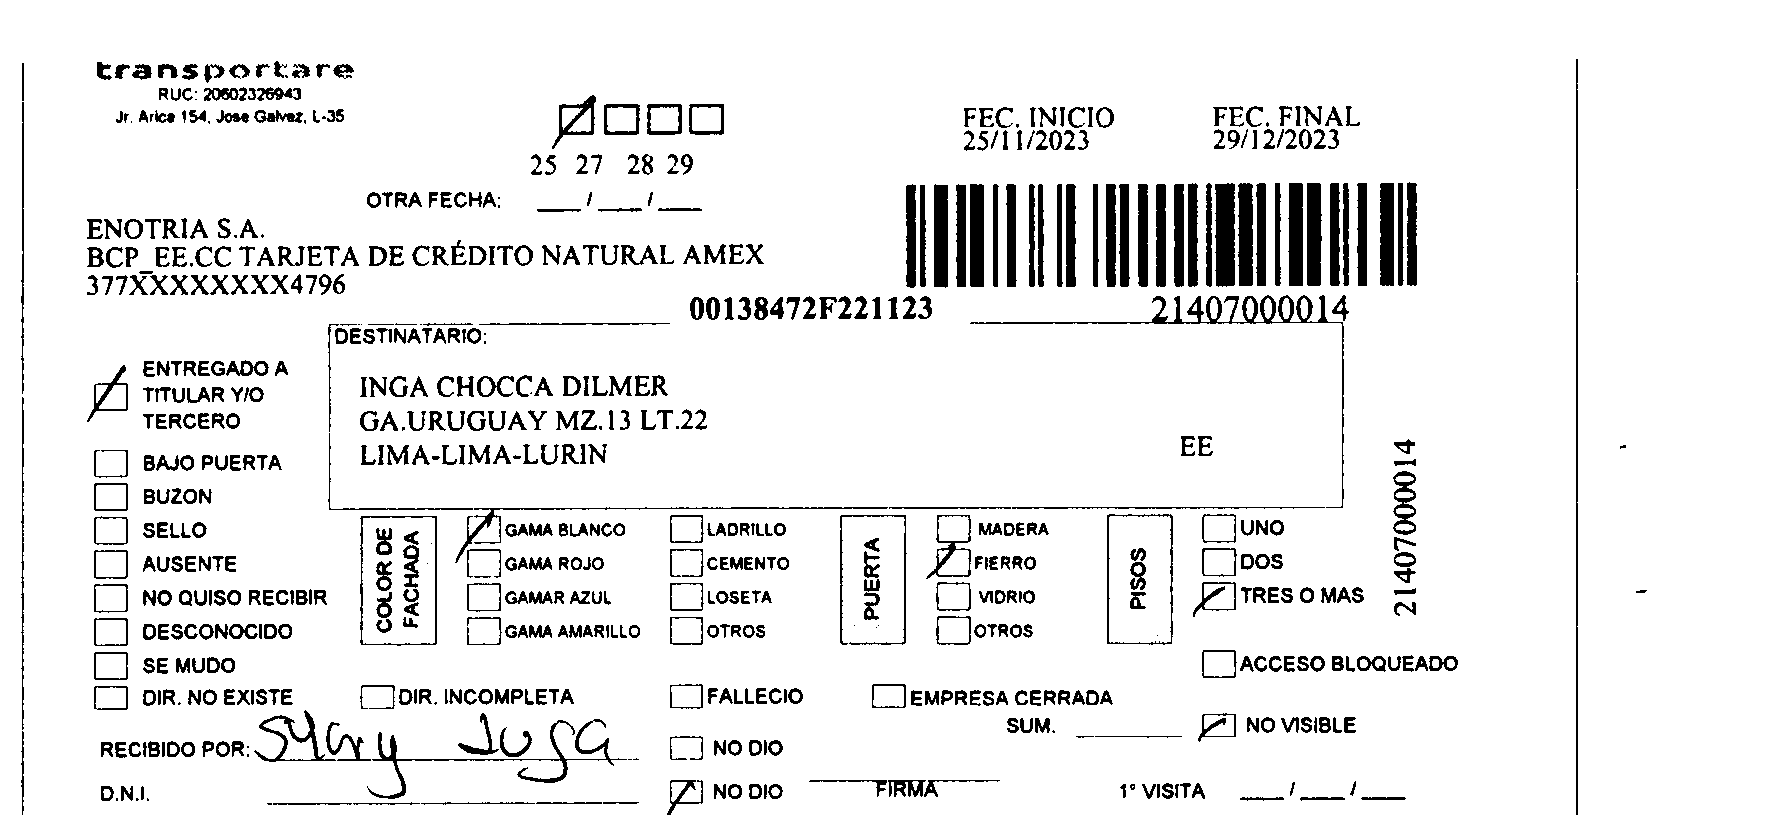 transportare
RUC: 20602326943
Jr. Arica 154, Jose Galvez, L-35
25 27 28 29
OTRA FECHA: ___/___/___
FEC. INICIO
25/11/2023
FEC. FINAL
29/12/2023
ENOTRIA S.A.
BCP_EE.CC TARJETA DE CRÉDITO NATURAL AMEX
377XXXXXXXX4796
00138472F221123
21407000014
DESTINATARIO:
INGA CHOCCA DILMER
GA.URUGUAY MZ.13 LT.22
LIMA-LIMA-LURIN
EE
21407000014
ENTREGADO A
TITULAR Y/O
TERCERO
BAJO PUERTA
BUZON
SELLO
AUSENTE
NO QUISO RECIBIR
DESCONOCIDO
SE MUDO
DIR. NO EXISTE
COLOR DE
FACHADA
GAMA BLANCO
GAMA ROJO
GAMAR AZUL
GAMA AMARILLO
LADRILLO
CEMENTO
LOSETA
OTROS
PUERTA
MADERA
FIERRO
VIDRIO
OTROS
PISOS
UNO
DOS
TRES O MAS
ACCESO BLOQUEADO
DIR. INCOMPLETA
FALLECIO
EMPRESA CERRADA
SUM.
NO VISIBLE
RECIBIDO POR:
NO DIO
D.N.I.
NO DIO
FIRMA
1° VISITA ___/___/___